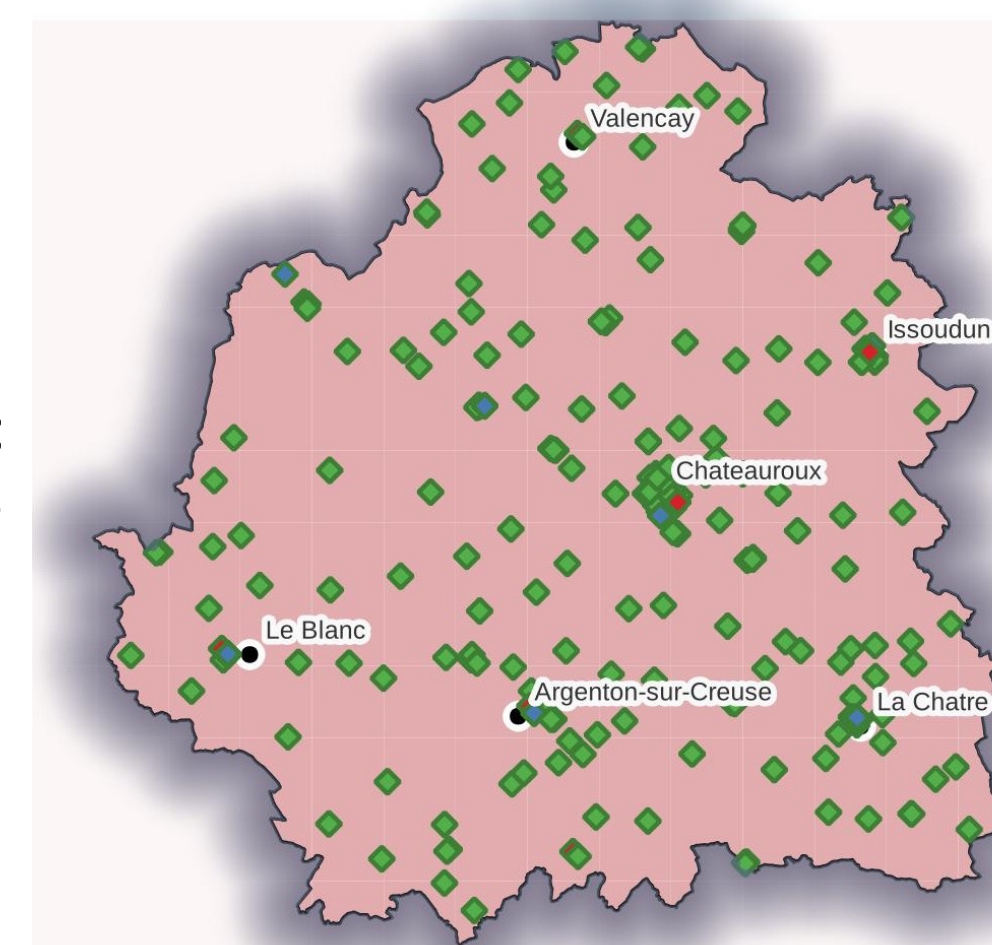 Valencay
Issoudun
Chateauroux
Le Blanc
Argenton-sur-Creuse
La Chatre